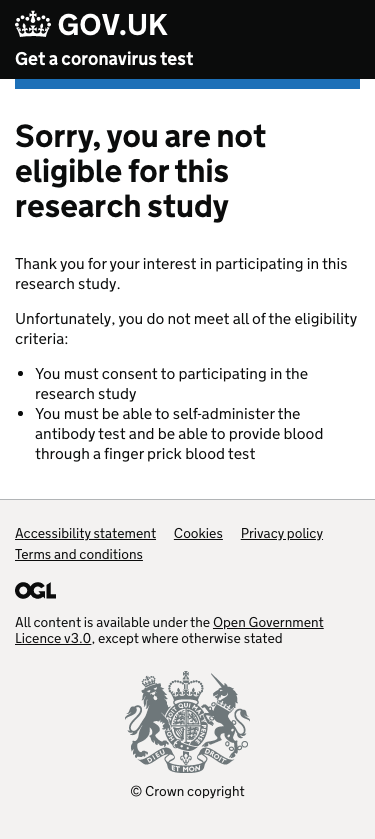 GOV.UK
Get a coronavirus test
Sorry, you are not
eligible for this
research study
Thank you for your interest in participating in this
research study.
Unfortunately, you do not meet all of the eligibility
criteria:
You must consent to participating in the
research study
You must be able to self-administer the
antibody test and be able to provide blood
through a finger prick blood test
Accessibility statement Cookies Privacy policy
Terms and conditions
OGL
All content is available under the Open Government
Licence v3.0, except where otherwise stated
DIEU ET MON DROIT
© Crown copyright